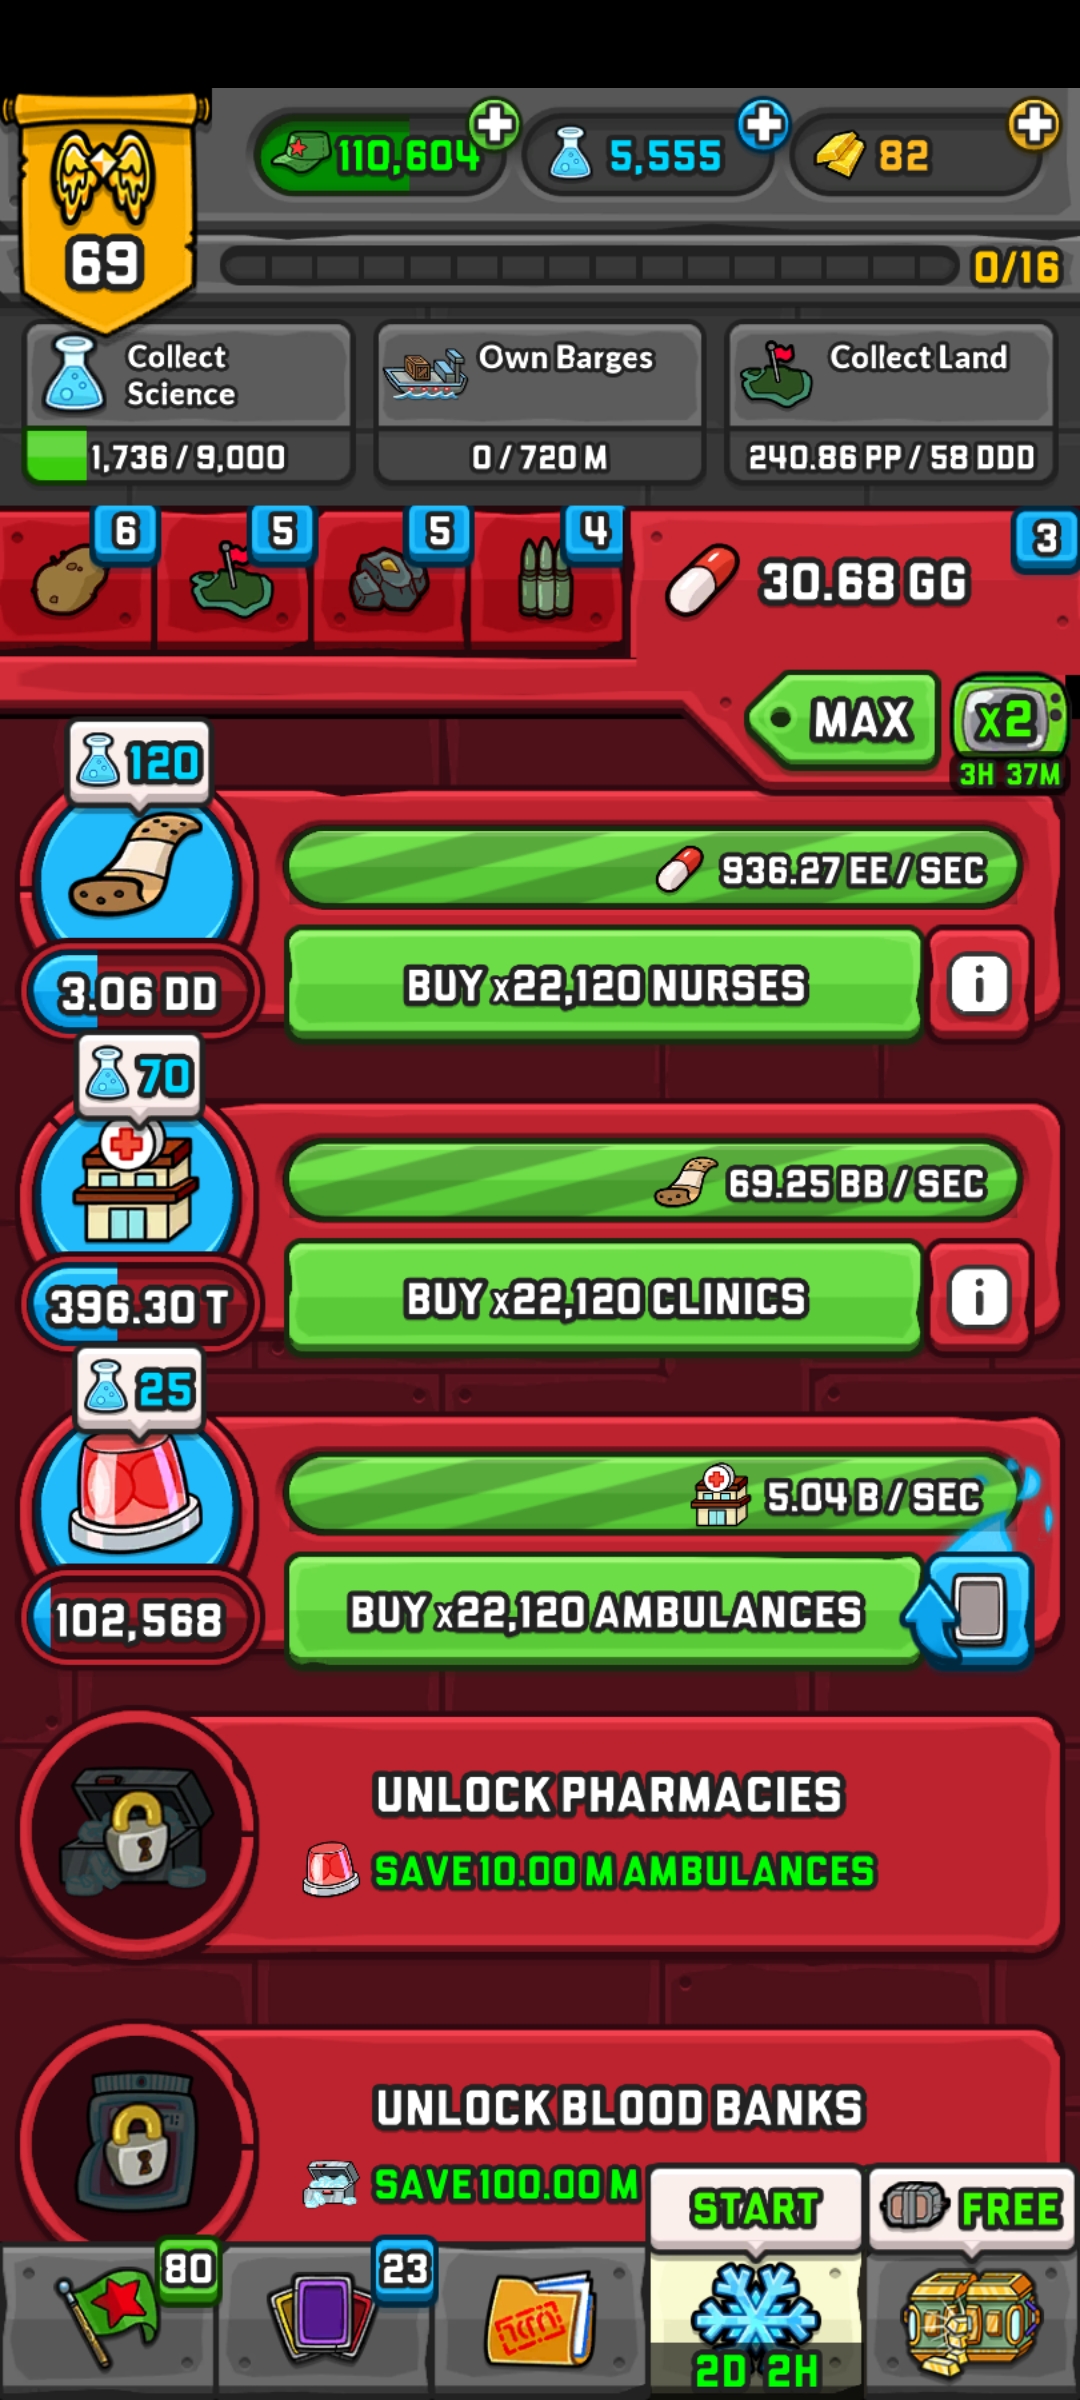 110,604
5,555
82
69
0/16
Collect
Science
1,736 / 9,000
Own Barges
0 / 720 M
Collect Land
240.86 PP / 58 DDD
6
5
5
4
3
30.68 GG
MAX
x2
3H 37M
120
936.27 EE / SEC
3.06 DD
BUY x22,120 NURSES
i
70
69.25 BB / SEC
396.30 T
BUY x22,120 CLINICS
i
25
5.04 B / SEC
102,568
BUY x22,120 AMBULANCES
UNLOCK PHARMACIES
SAVE 10.00 M AMBULANCES
UNLOCK BLOOD BANKS
SAVE 100.00 M
START
FREE
80
23
2D 2H